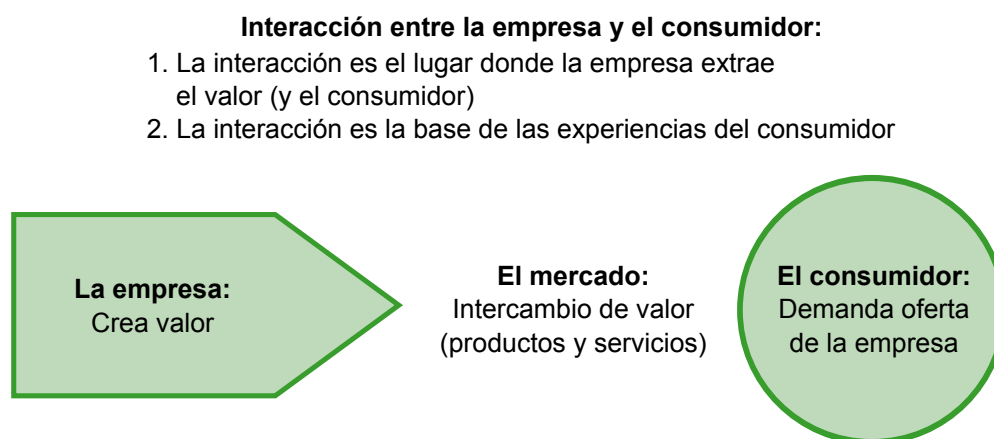 Interacción entre la empresa y el consumidor:
1. La interacción es el lugar donde la empresa extrae
el valor (y el consumidor)
2. La interacción es la base de las experiencias del consumidor
La empresa:
Crea valor
El mercado:
Intercambio de valor
(productos y servicios)
El consumidor:
Demanda oferta
de la empresa